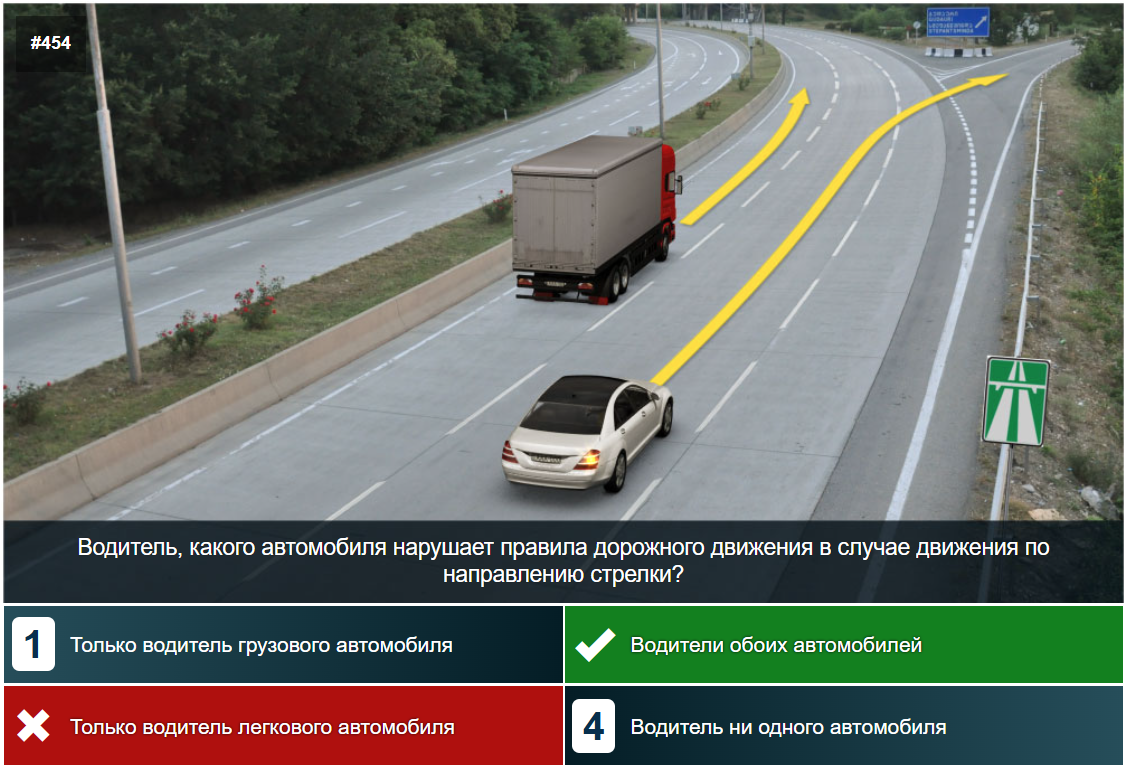 #454
STEPANTSMINDA
Водитель, какого автомобиля нарушает правила дорожного движения в случае движения по
направлению стрелки?
1 Только водитель грузового автомобиля
Водители обоих автомобилей
Только водитель легкового автомобиля
4 Водитель ни одного автомобиля